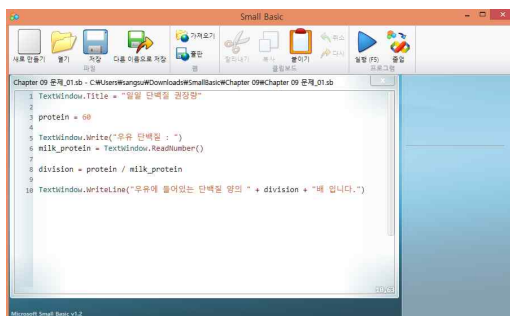 Small Basic
새로 만들기 열기 저장 다른 이름으로 저장 가져오기 출판 잘라내기 복사 붙이기 취소 다시 실행 (F5) 졸업
파일 웹 클립보드 프로그램
Chapter 09 문제_01.sb - C:₩Users₩sangsu₩Downloads₩SmallBasic₩Chapter 09₩Chapter 09 문제_01.sb
1 TextWindow.Title = "일일 단백질 권장량"
2
3 protein = 60
4
5 TextWindow.Write("우유 단백질 : ")
6 milk_protein = TextWindow.ReadNumber()
7
8 division = protein / milk_protein
9
10 TextWindow.WriteLine("우유에 들어있는 단백질 양의 " + division + "배 입니다.")
Microsoft Small Basic v1.2